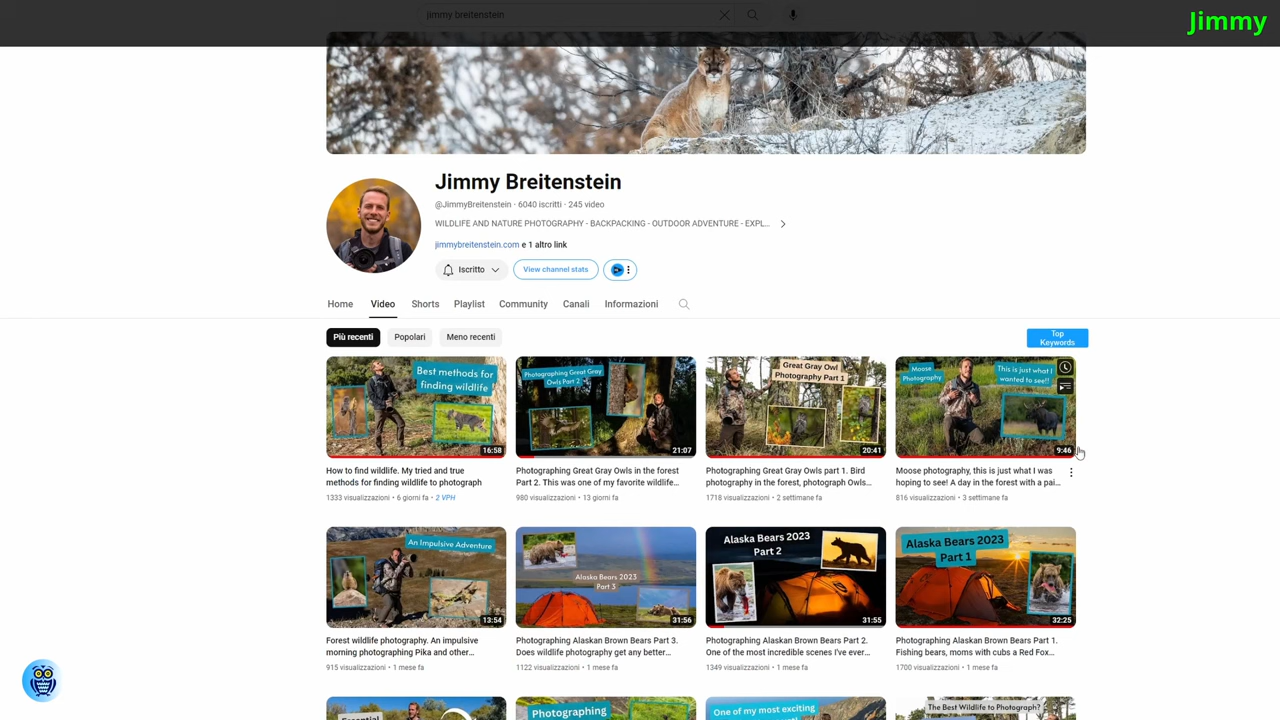 jimmy breitenstein
Jimmy
Jimmy Breitenstein
@JimmyBreitenstein · 6040 iscritti · 245 video
WILDLIFE AND NATURE PHOTOGRAPHY - BACKPACKING - OUTDOOR ADVENTURE - EXPL...
jimmybreitenstein.com e 1 altro link
Iscritto View channel stats
Home Video Shorts Playlist Community Canali Informazioni
Più recenti Popolari Meno recenti
Top
Keywords
Best methods for
finding wildlife
16:58
Photographing Great Gray
Owls Part 2
21:07
Great Gray Owl
Photography Part 1
20:41
Moose
Photography
This is just what I
wanted to see!!
9:46
How to find wildlife. My tried and true
methods for finding wildlife to photograph
1333 visualizzazioni • 6 giorni fa • 2 VPH
Photographing Great Gray Owls in the forest
Part 2. This was one of my favorite wildlife...
980 visualizzazioni • 13 giorni fa
Photographing Great Gray Owls part 1. Bird
photography in the forest, photograph Owls...
1718 visualizzazioni • 2 settimane fa
Moose photography, this is just what I was
hoping to see! A day in the forest with a pai...
816 visualizzazioni • 3 settimane fa
An Impulsive Adventure
13:54
Alaska Bears 2023
Part 3
31:56
Alaska Bears 2023
Part 2
31:55
Alaska Bears 2023
Part 1
32:25
Forest wildlife photography. An impulsive
morning photographing Pika and other...
915 visualizzazioni • 1 mese fa
Photographing Alaskan Brown Bears Part 3.
Does wildlife photography get any better...
1122 visualizzazioni • 1 mese fa
Photographing Alaskan Brown Bears Part 2.
One of the most incredible scenes I've ever...
1349 visualizzazioni • 1 mese fa
Photographing Alaskan Brown Bears Part 1.
Fishing bears, moms with cubs a Red Fox...
1700 visualizzazioni • 1 mese fa
Essential
Photographing
One of my most exciting
The Best Wildlife to Photograph?